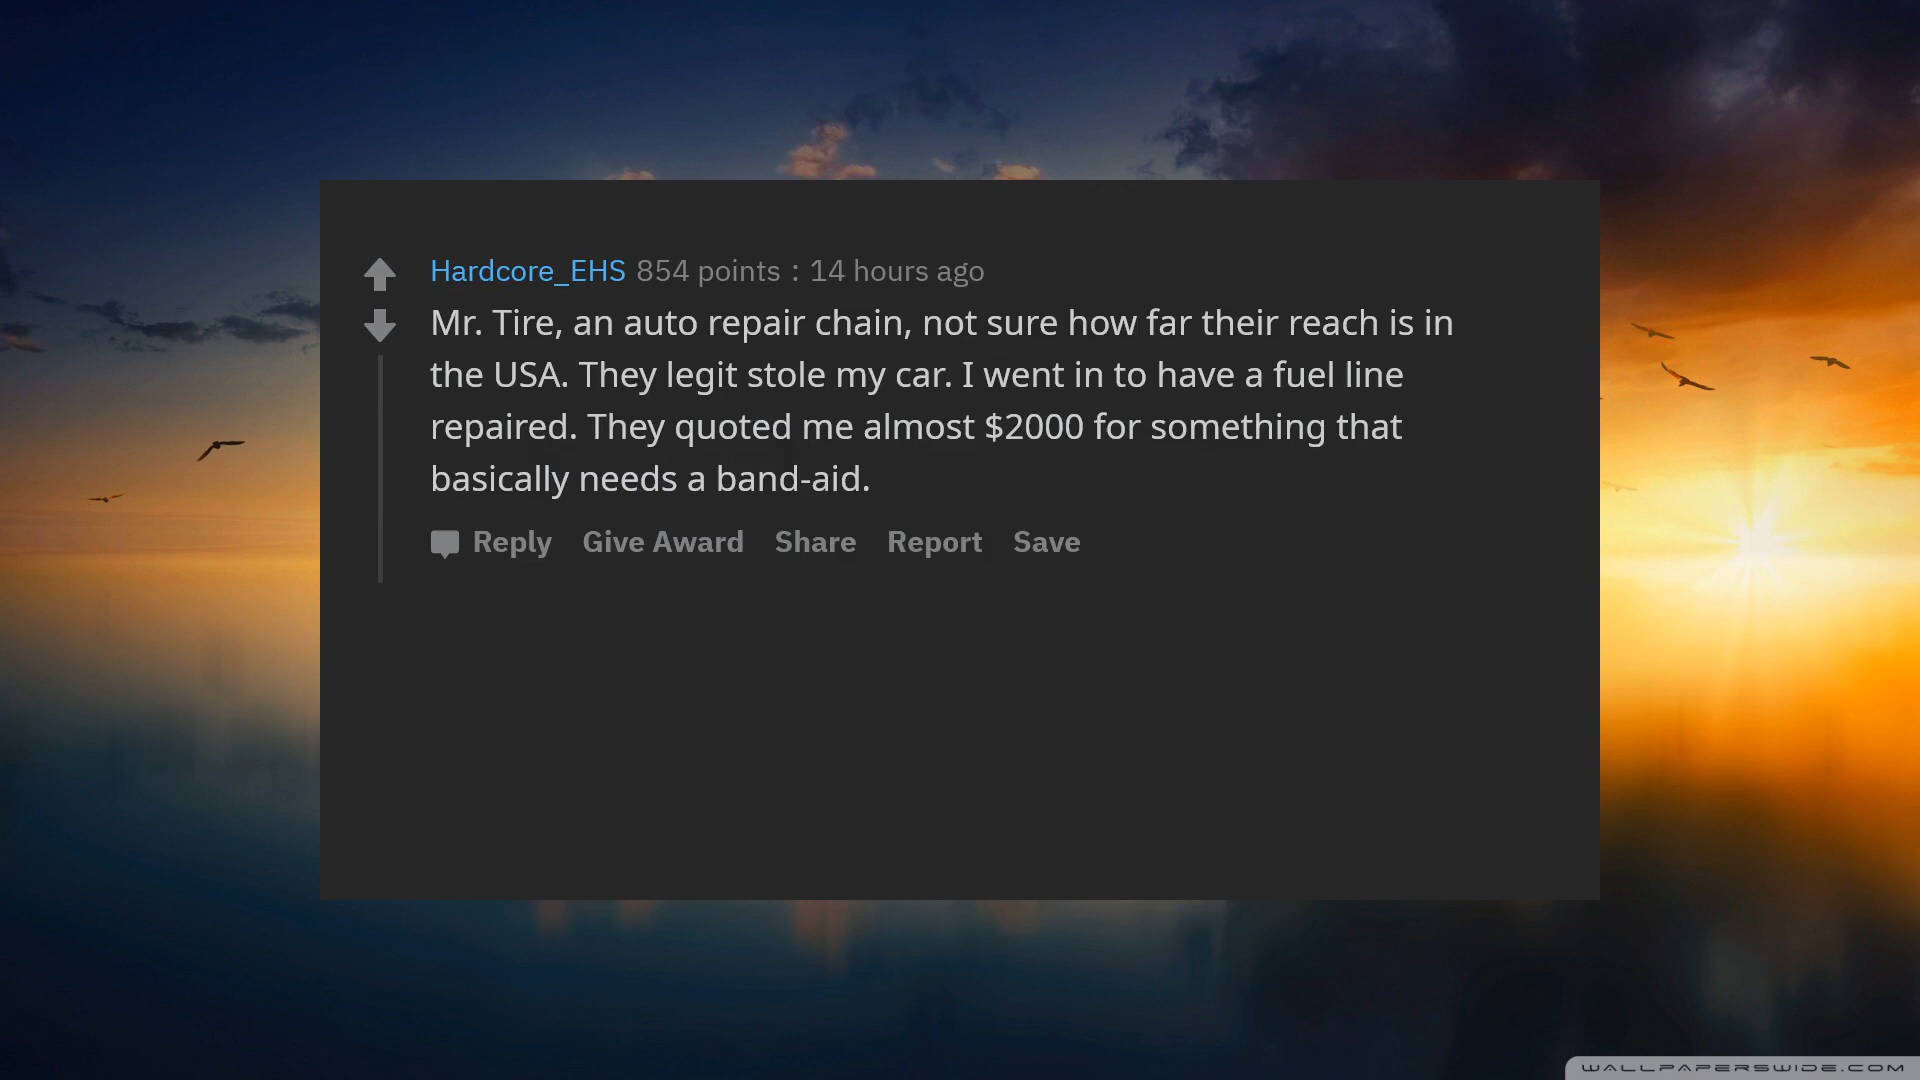 Hardcore_EHS 854 points : 14 hours ago
Mr. Tire, an auto repair chain, not sure how far their reach is in
the USA. They legit stole my car. I went in to have a fuel line
repaired. They quoted me almost $2000 for something that
basically needs a band-aid.
Reply Give Award Share Report Save
WALLPAPERSWIDE.COM